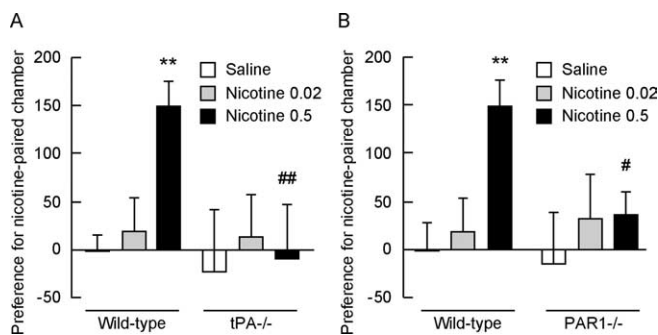 A
Preference for nicotine-paired chamber
200
150
100
50
0
-50
**
##
Saline
Nicotine 0.02
Nicotine 0.5
Wild-type
tPA-/-
B
Preference for nicotine-paired chamber
200
150
100
50
0
-50
**
#
Saline
Nicotine 0.02
Nicotine 0.5
Wild-type
PAR1-/-